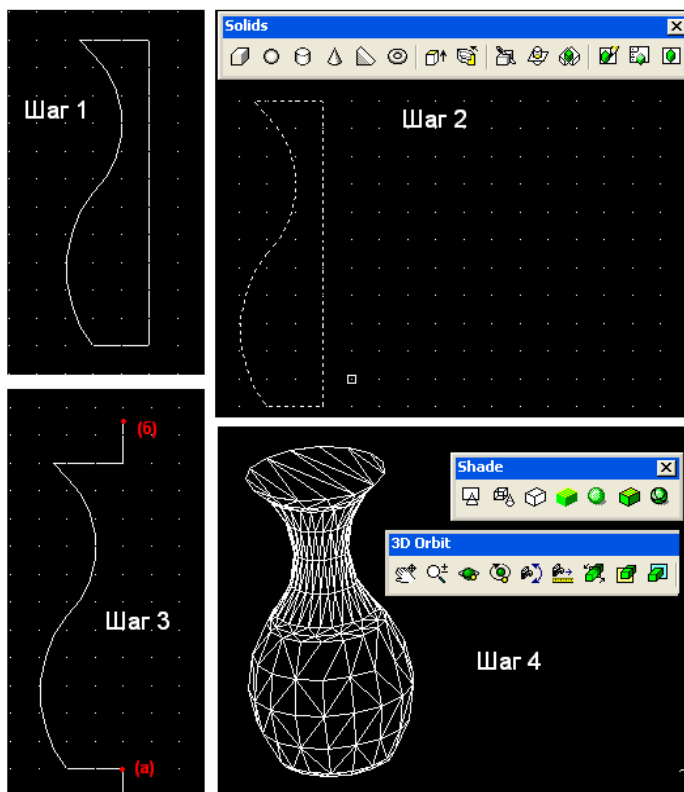 Шаг 1
Solids
Шаг 2
(б)
Шаг 3
(а)
Shade
3D Orbit
Шаг 4